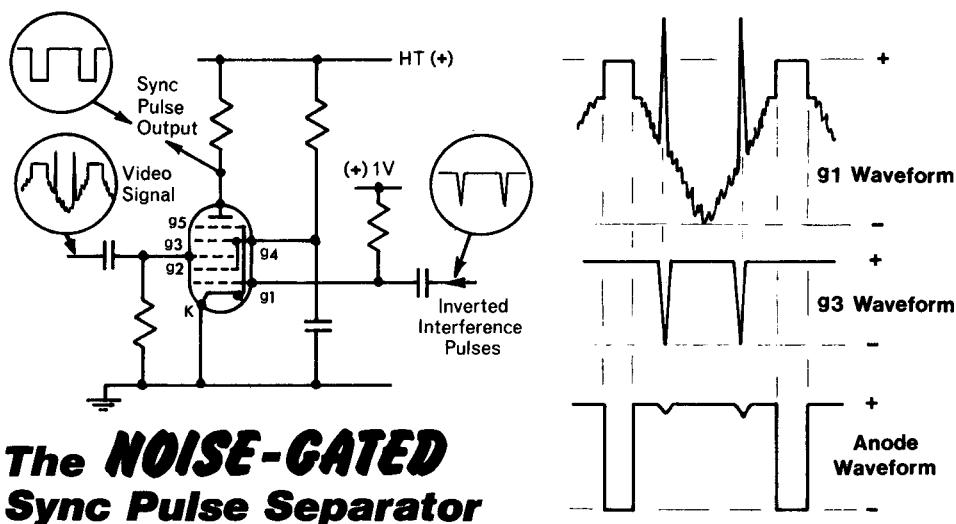 HT (+)
Sync
Pulse
Output
(+) 1V
Video
Signal
g5
g3
g4
g2
g1
K
Inverted
Interference
Pulses
+
g1 Waveform
−
+
g3 Waveform
−
+
Anode
Waveform
−
The NOISE-GATED
Sync Pulse Separator